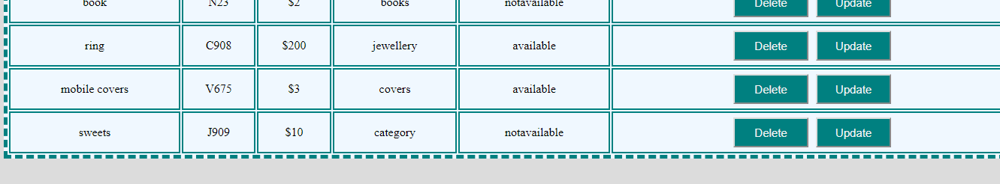 book N23 $2 books notavailable Delete Update
ring C908 $200 jewellery available Delete Update
mobile covers V675 $3 covers available Delete Update
sweets J909 $10 category notavailable Delete Update